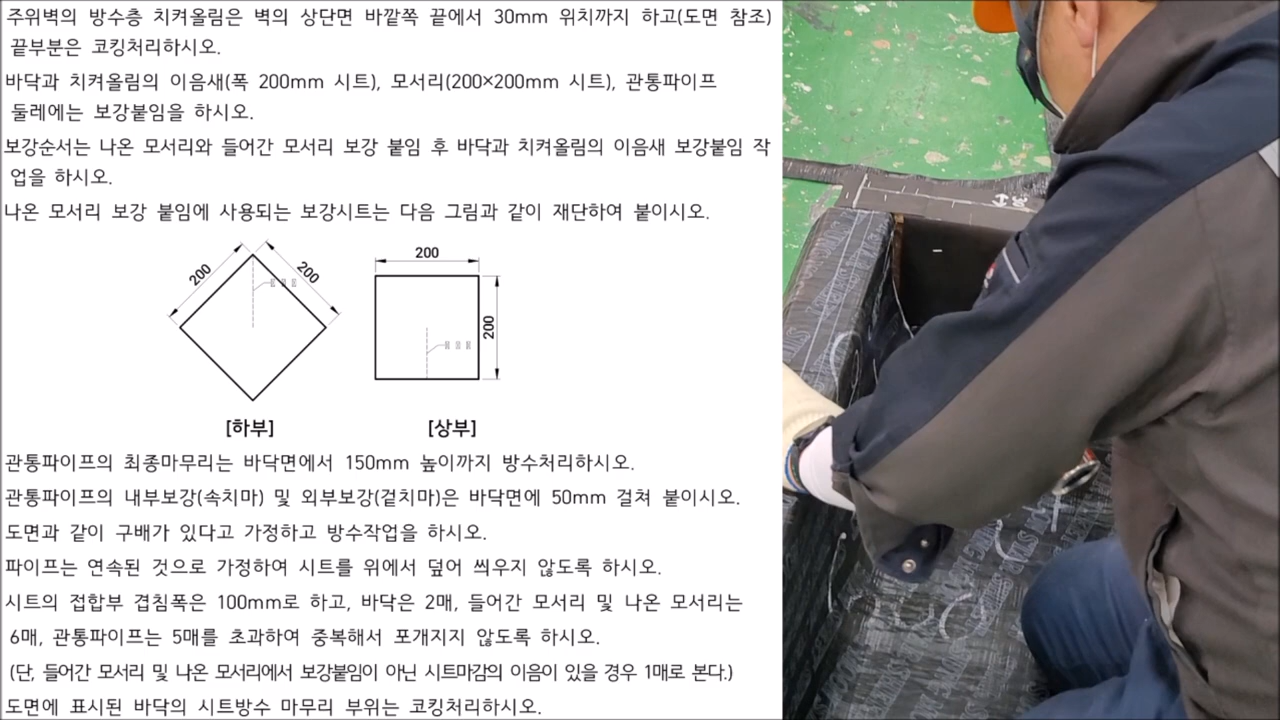 주위벽의 방수층 치켜올림은 벽의 상단면 바깥쪽 끝에서 30mm 위치까지 하고(도면 참조)
끝부분은 코킹처리하시오.
바닥과 치켜올림의 이음새(폭 200mm 시트), 모서리(200×200mm 시트), 관통파이프
둘레에는 보강붙임을 하시오.
보강순서는 나온 모서리와 들어간 모서리 보강 붙임 후 바닥과 치켜올림의 이음새 보강붙임 작
업을 하시오.
나온 모서리 보강 붙임에 사용되는 보강시트는 다음 그림과 같이 재단하여 붙이시오.
200 200 200 200
[하부] [상부]
관통파이프의 최종마무리는 바닥면에서 150mm 높이까지 방수처리하시오.
관통파이프의 내부보강(속치마) 및 외부보강(겉치마)은 바닥면에 50mm 걸쳐 붙이시오.
도면과 같이 구배가 있다고 가정하고 방수작업을 하시오.
파이프는 연속된 것으로 가정하여 시트를 위에서 덮어 씌우지 않도록 하시오.
시트의 접합부 겹침폭은 100mm로 하고, 바닥은 2매, 들어간 모서리 및 나온 모서리는
6매, 관통파이프는 5매를 초과하여 중복해서 포개지지 않도록 하시오.
(단, 들어간 모서리 및 나온 모서리에서 보강붙임이 아닌 시트마감의 이음이 있을 경우 1매로 본다.)
도면에 표시된 바닥의 시트방수 마무리 부위는 코킹처리하시오.